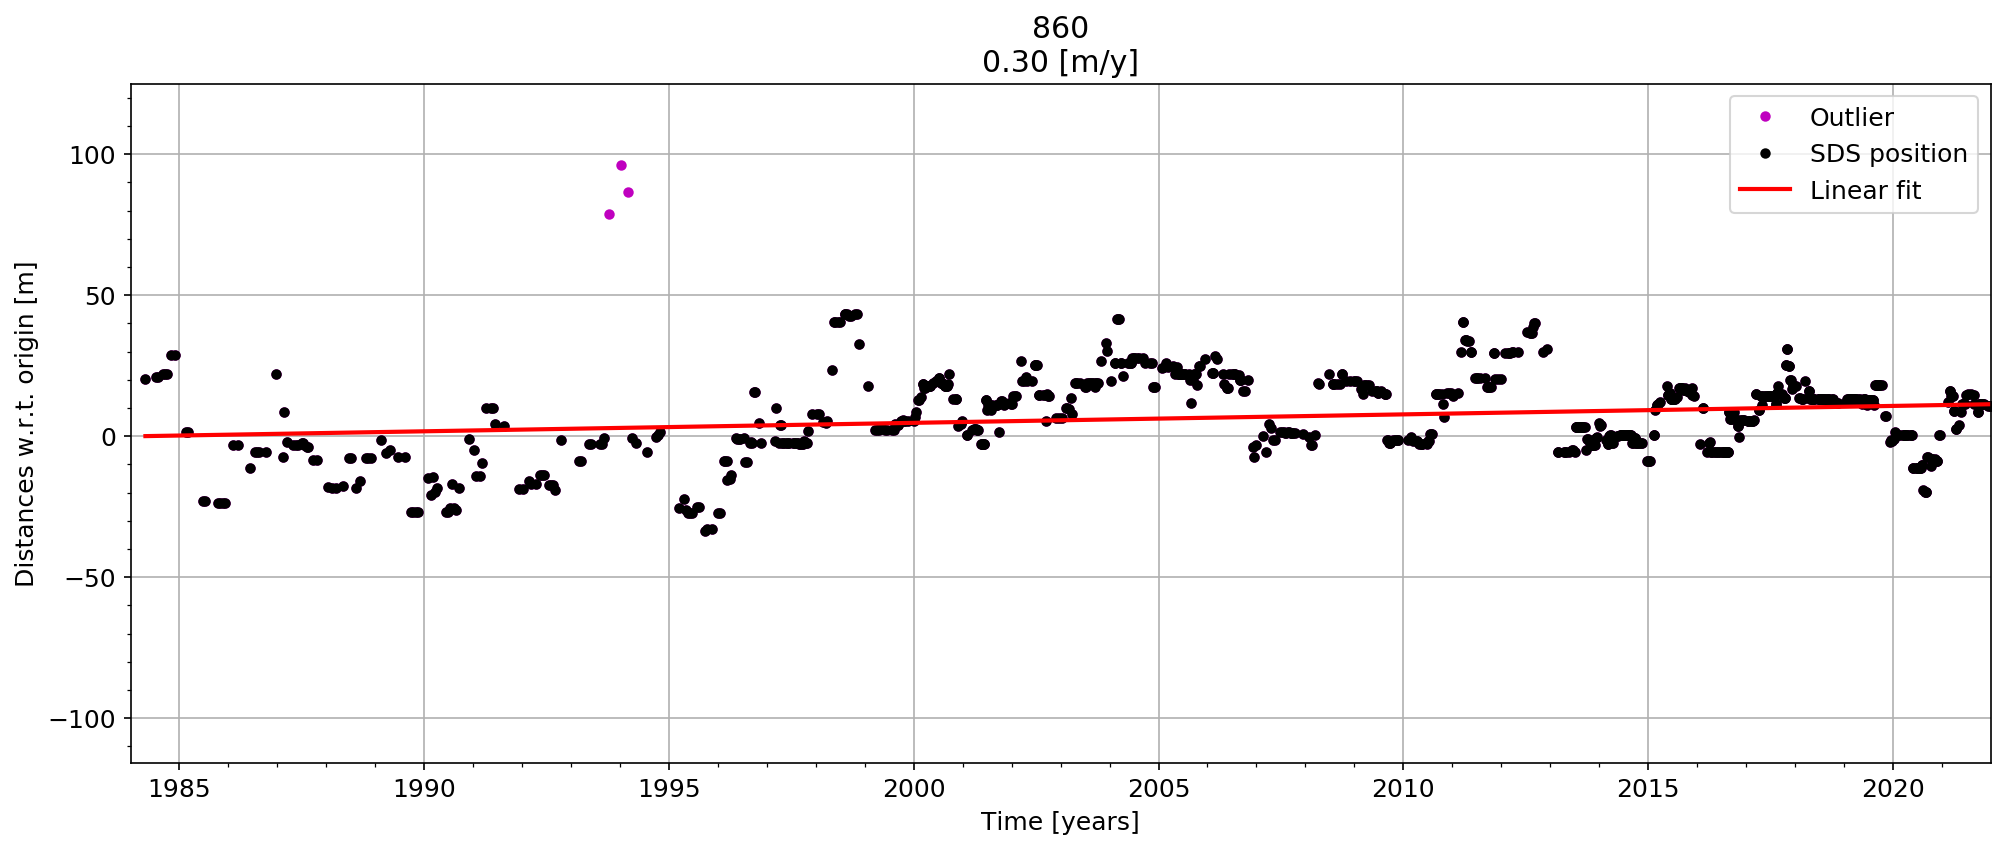 860
0.30 [m/y]
Outlier
SDS position
Linear fit
Distances w.r.t. origin [m]
100
50
0
−50
−100
1985 1990 1995 2000 2005 2010 2015 2020
Time [years]